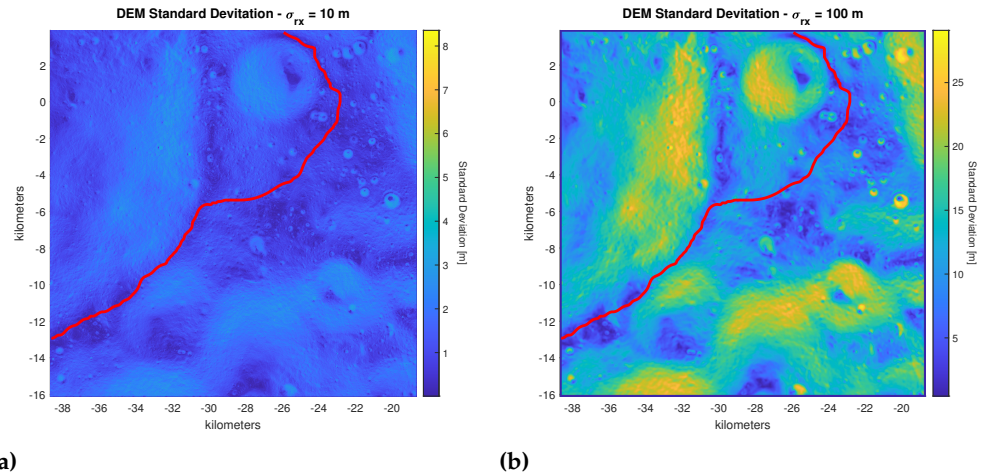 DEM Standard Devitation - σrx = 10 m
2
0
-2
-4
-6
-8
-10
-12
-14
-16
kilometers
-38 -36 -34 -32 -30 -28 -26 -24 -22 -20
kilometers
8
7
6
5
4
3
2
1
Standard Deviation [m]
a)
DEM Standard Devitation - σrx = 100 m
2
0
-2
-4
-6
-8
-10
-12
-14
-16
kilometers
-38 -36 -34 -32 -30 -28 -26 -24 -22 -20
kilometers
25
20
15
10
5
Standard Deviation [m]
(b)